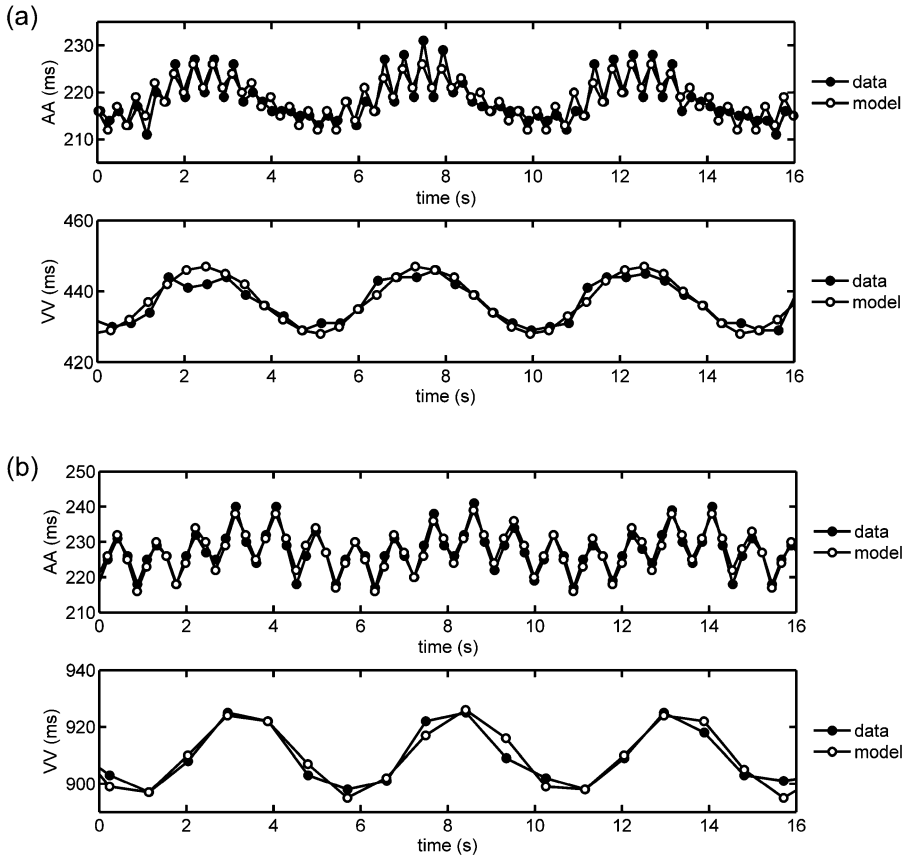 (a)
AA (ms)
230
220
210
0 2 4 6 8 10 12 14 16
time (s)
data
model
VV (ms)
460
440
420
0 2 4 6 8 10 12 14 16
time (s)
data
model
(b)
AA (ms)
250
240
230
220
210
0 2 4 6 8 10 12 14 16
time (s)
data
model
VV (ms)
940
920
900
0 2 4 6 8 10 12 14 16
time (s)
data
model